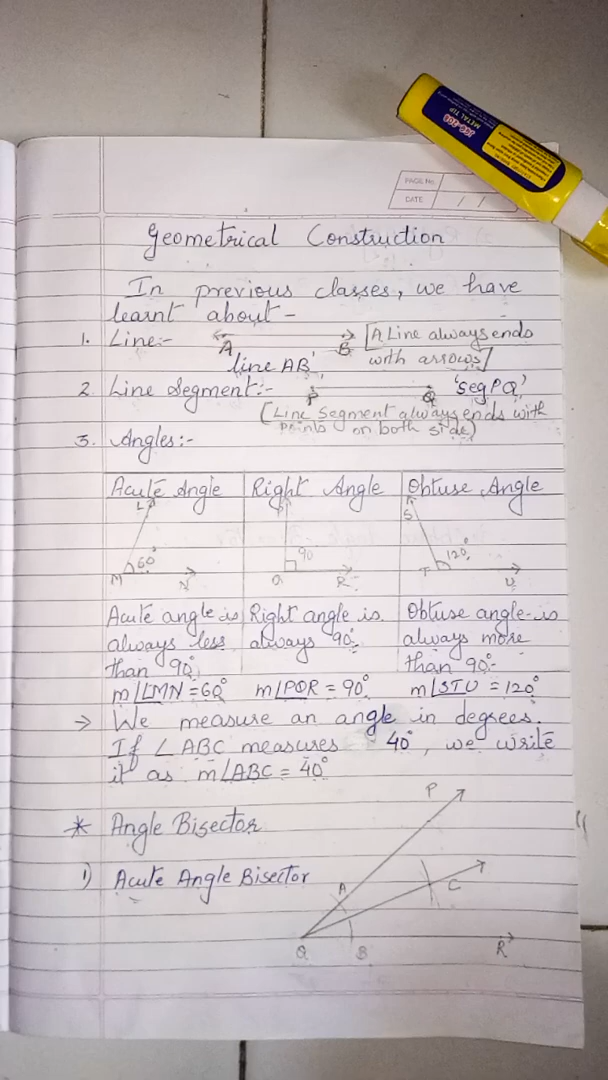 JCO-GOR
METAL TIP
PAGE No.
DATE / /
Geometrical Construction
In previous classes, we have
learnt about -
1. Line:- A B [A Line always ends
line AB' with arrows]
2. Line Segment:- P Q 'seg PQ'
(Line segment always ends with
points on both side)
3. Angles:-
Acute Angle Right Angle Obtuse Angle
L P S
60° 90° 120°
M N Q R T U
Acute angle is Right angle is Obtuse angle is
always less always 90°. always more
than 90°. than 90°.
m∠LMN = 60° m∠PQR = 90° m∠STU = 120°
→ We measure an angle in degrees.
If ∠ABC measures 40°, we write
it as m∠ABC = 40°
P
* Angle Bisector
1) Acute Angle Bisector
A C
Q B R